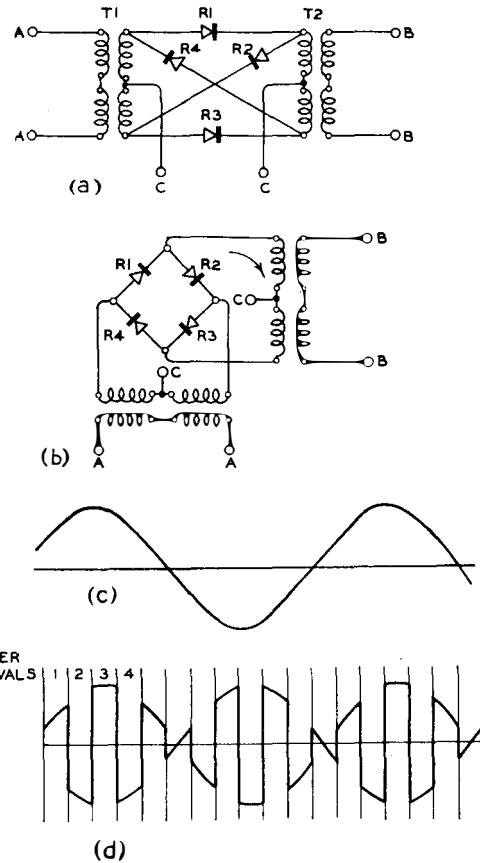 T1 R1 T2
A B
R4 R2
R3
A B
(a) C C
B
R1 R2
C
R4 R3
C B
(b) A A
(c)
ER
VALS 1 2 3 4
(d)